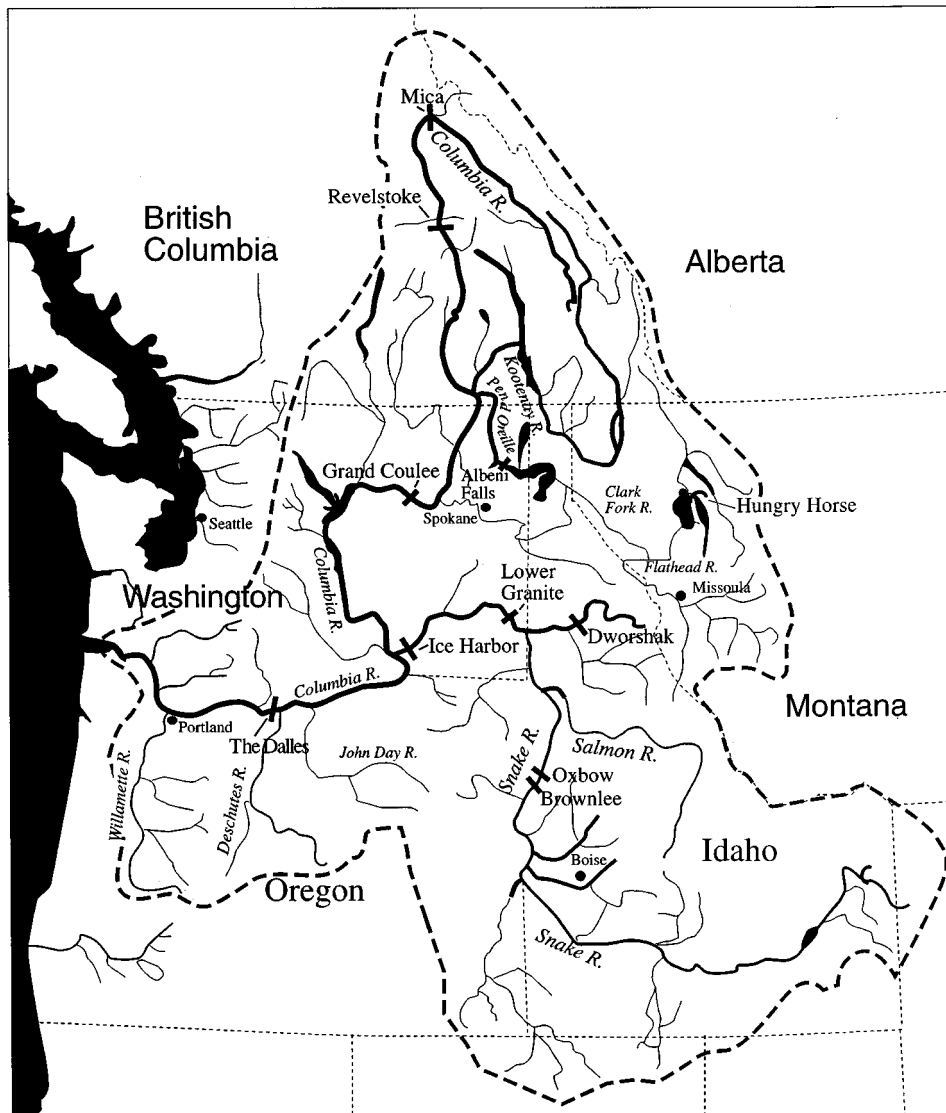 Mica
Columbia R.
Revelstoke
British
Columbia
Alberta
Kootenay R.
Pend Oreille
Grand Coulee
Albeni
Falls
Spokane
Clark
Fork R.
Hungry Horse
Seattle
Flathead R.
Missoula
Lower
Granite
Columbia R.
Washington
Ice Harbor
Dworshak
Columbia R.
Montana
Portland
The Dalles
John Day R.
Salmon R.
Snake R.
Oxbow
Brownlee
Willamette R.
Deschutes R.
Idaho
Boise
Oregon
Snake R.